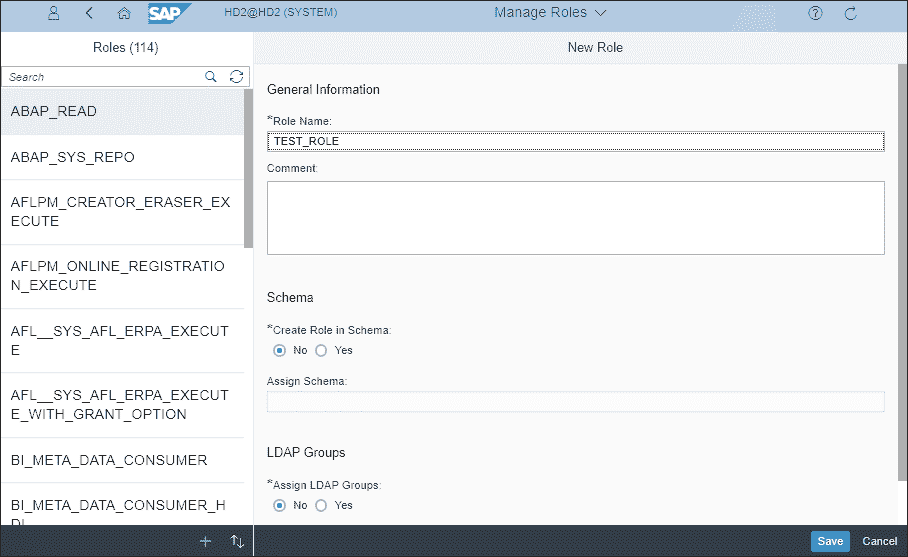 SAP
HD2@HD2 (SYSTEM)
Manage Roles
?
Roles (114)
New Role
Search
ABAP_READ
ABAP_SYS_REPO
AFLPM_CREATOR_ERASER_EX
ECUTE
AFLPM_ONLINE_REGISTRATIO
N_EXECUTE
AFL__SYS_AFL_ERPA_EXECUT
E
AFL__SYS_AFL_ERPA_EXECUT
E_WITH_GRANT_OPTION
BI_META_DATA_CONSUMER
BI_META_DATA_CONSUMER_H
DI
General Information
*Role Name:
TEST_ROLE
Comment:
Schema
*Create Role in Schema:
No Yes
Assign Schema:
LDAP Groups
*Assign LDAP Groups:
No Yes
Save Cancel